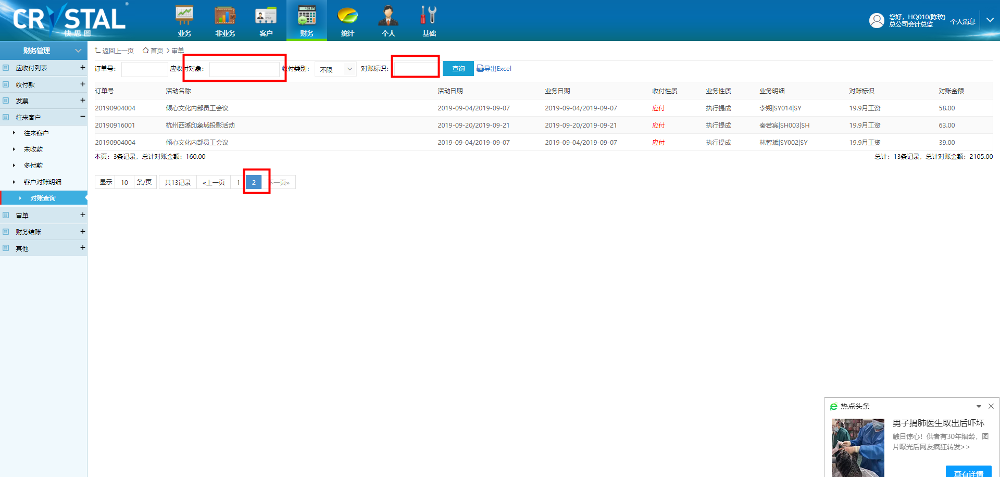 CRYSTAL ®
快思图
业务
非业务
客户
财务
统计
个人
基础
您好，HQ010(陈玟)
总公司会计总监
个人消息
财务管理
应收付列表
收付款
发票
往来客户
往来客户
未收款
多付款
客户对账明细
对账查询
审单
财务结账
其他
返回上一页 首页 > 审单
订单号： 应收付对象： 收付类别： 不限 对账标识： 查询 导出Excel
订单号 活动名称 活动日期 业务日期 收付性质 业务性质 业务明细 对账标识 对账金额
20190904004 倾心文化内部员工会议 2019-09-04/2019-09-07 2019-09-04/2019-09-07 应付 执行提成 李朔|SY014|SY 19.9月工资 58.00
20190916001 杭州西溪印象城投影活动 2019-09-20/2019-09-21 2019-09-20/2019-09-21 应付 执行提成 秦若宾|SH003|SH 19.9月工资 63.00
20190904004 倾心文化内部员工会议 2019-09-04/2019-09-07 2019-09-04/2019-09-07 应付 执行提成 林智斌|SY002|SY 19.9月工资 39.00
本页：3条记录，总计对账金额：160.00 总计：13条记录，总计对账金额：2105.00
显示 10 条/页 共13记录 «上一页 1 2 下一页»
热点头条
男子捐肺医生取出后吓坏
触目惊心！供者有30年烟龄，图
片曝光后网友疯狂转发>>
查看详情